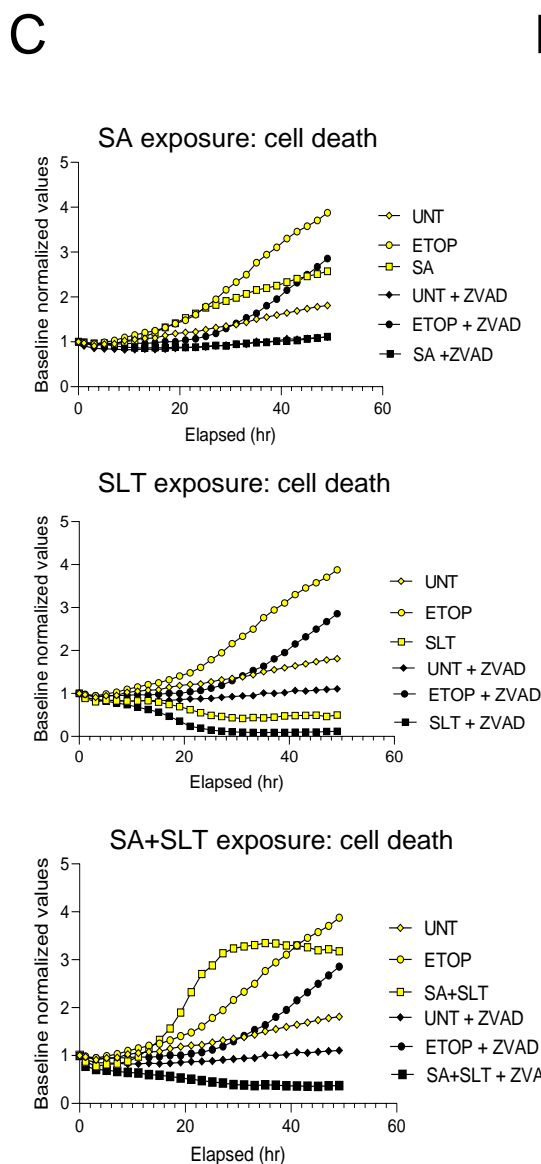 C
SA exposure: cell death
Baseline normalized values
5
4
3
2
1
0
0 20 40 60
Elapsed (hr)
UNT
ETOP
SA
UNT + ZVAD
ETOP + ZVAD
SA +ZVAD
SLT exposure: cell death
Baseline normalized values
5
4
3
2
1
0
0 20 40 60
Elapsed (hr)
UNT
ETOP
SLT
UNT + ZVAD
ETOP + ZVAD
SLT + ZVAD
SA+SLT exposure: cell death
Baseline normalized values
5
4
3
2
1
0
0 20 40 60
Elapsed (hr)
UNT
ETOP
SA+SLT
UNT + ZVAD
ETOP + ZVAD
SA+SLT + ZVA